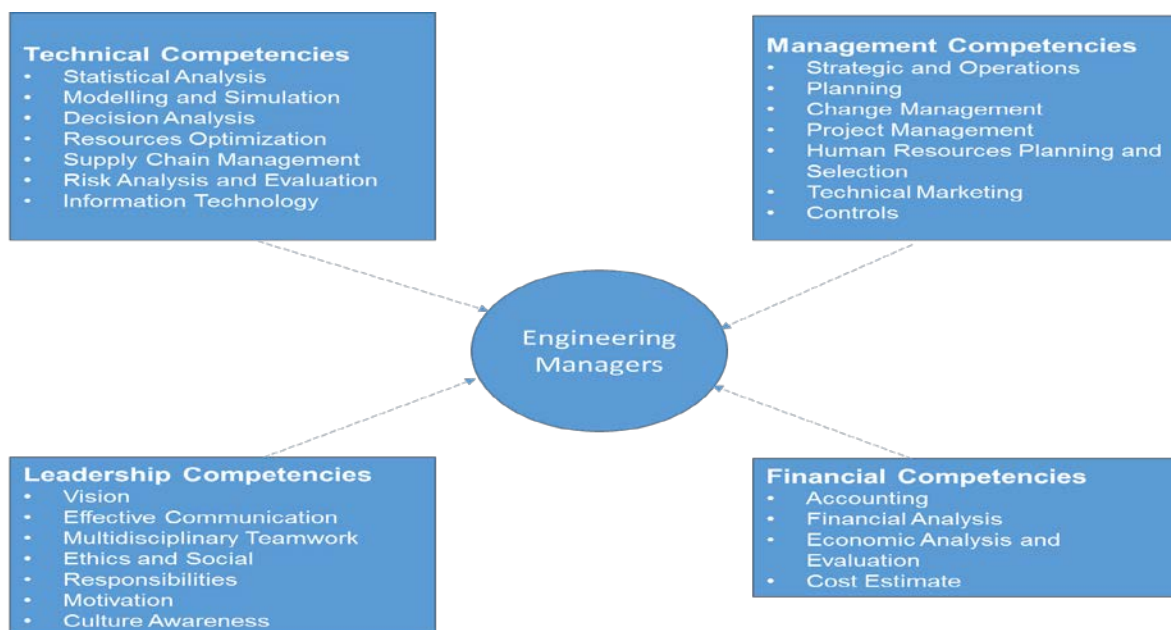 Technical Competencies
• Statistical Analysis
• Modelling and Simulation
• Decision Analysis
• Resources Optimization
• Supply Chain Management
• Risk Analysis and Evaluation
• Information Technology
Management Competencies
• Strategic and Operations
• Planning
• Change Management
• Project Management
• Human Resources Planning and
Selection
• Technical Marketing
• Controls
Engineering
Managers
Leadership Competencies
• Vision
• Effective Communication
• Multidisciplinary Teamwork
• Ethics and Social
• Responsibilities
• Motivation
• Culture Awareness
Financial Competencies
• Accounting
• Financial Analysis
• Economic Analysis and
Evaluation
• Cost Estimate